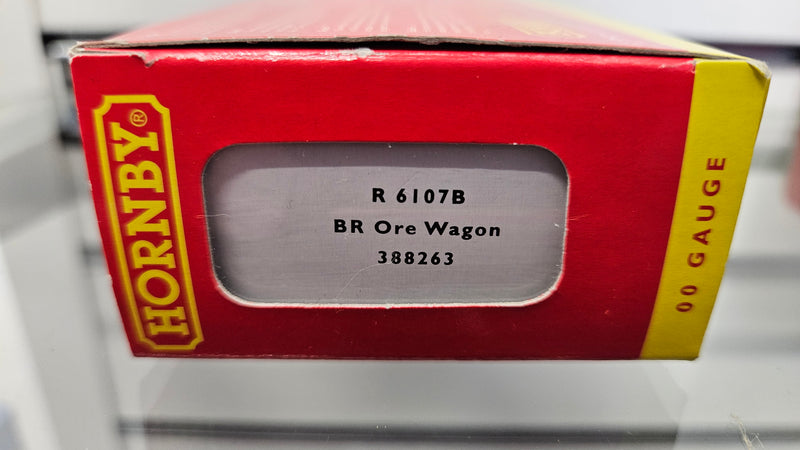 HORNBY®
R 6107B
BR Ore Wagon
388263
00 GAUGE